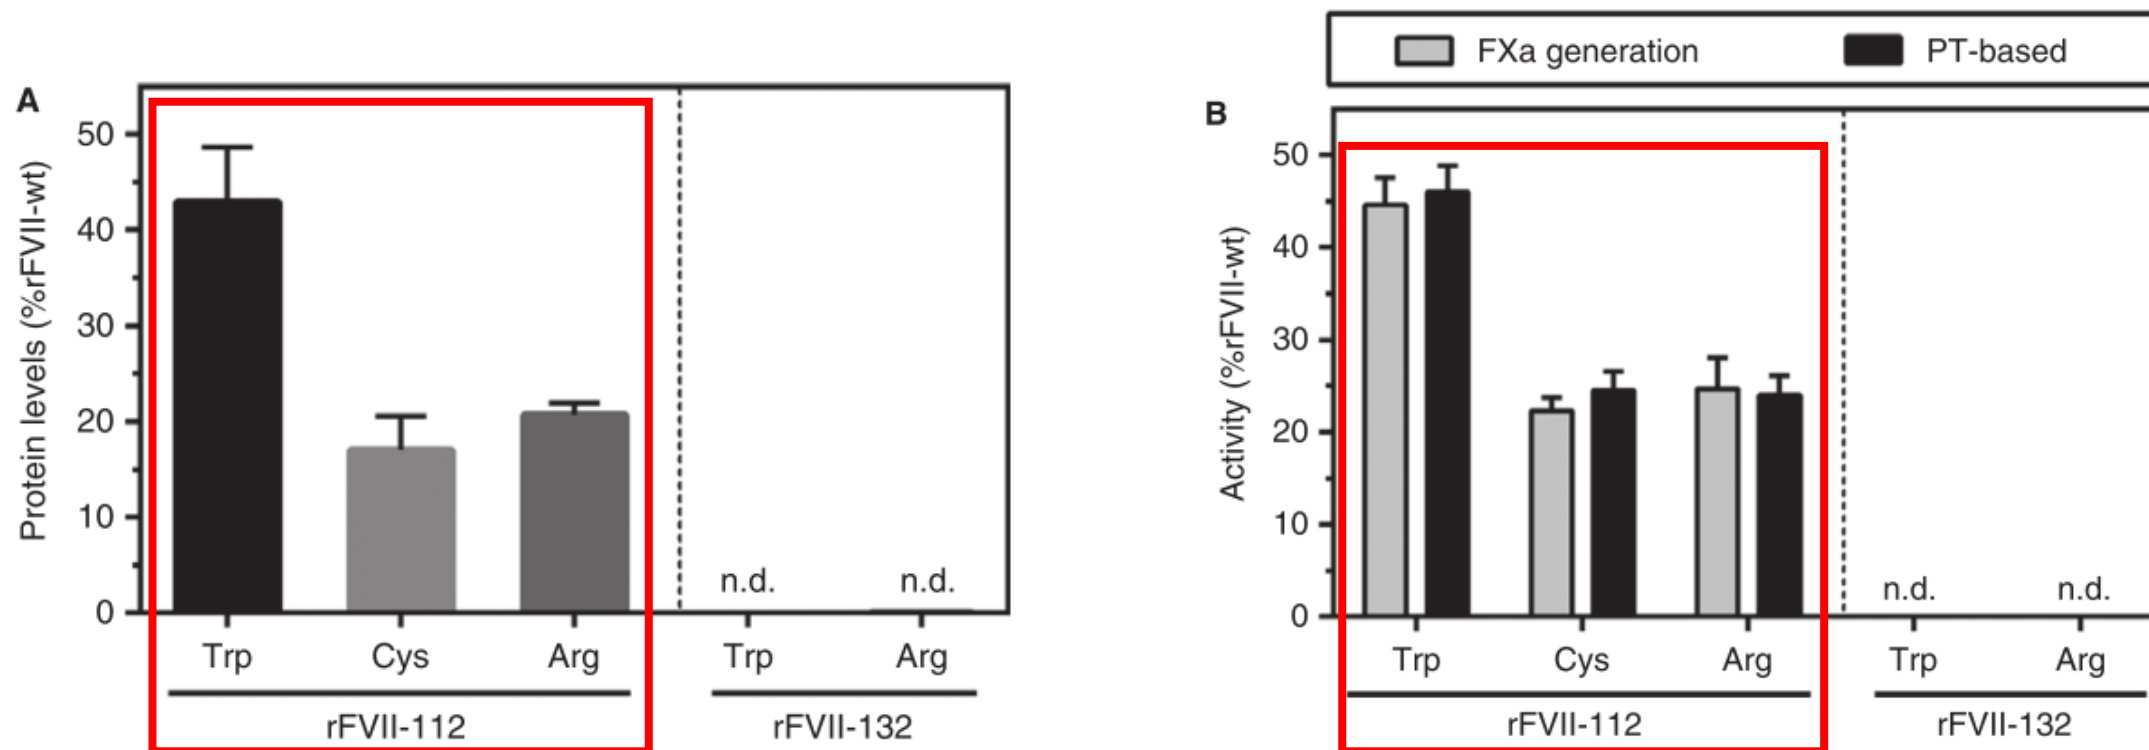 A
Protein levels (%rFVII-wt)
50
40
30
20
10
0
n.d.
n.d.
Trp
Cys
Arg
Trp
Arg
rFVII-112
rFVII-132
FXa generation
PT-based
B
Activity (%rFVII-wt)
50
40
30
20
10
0
n.d.
n.d.
Trp
Cys
Arg
Trp
Arg
rFVII-112
rFVII-132